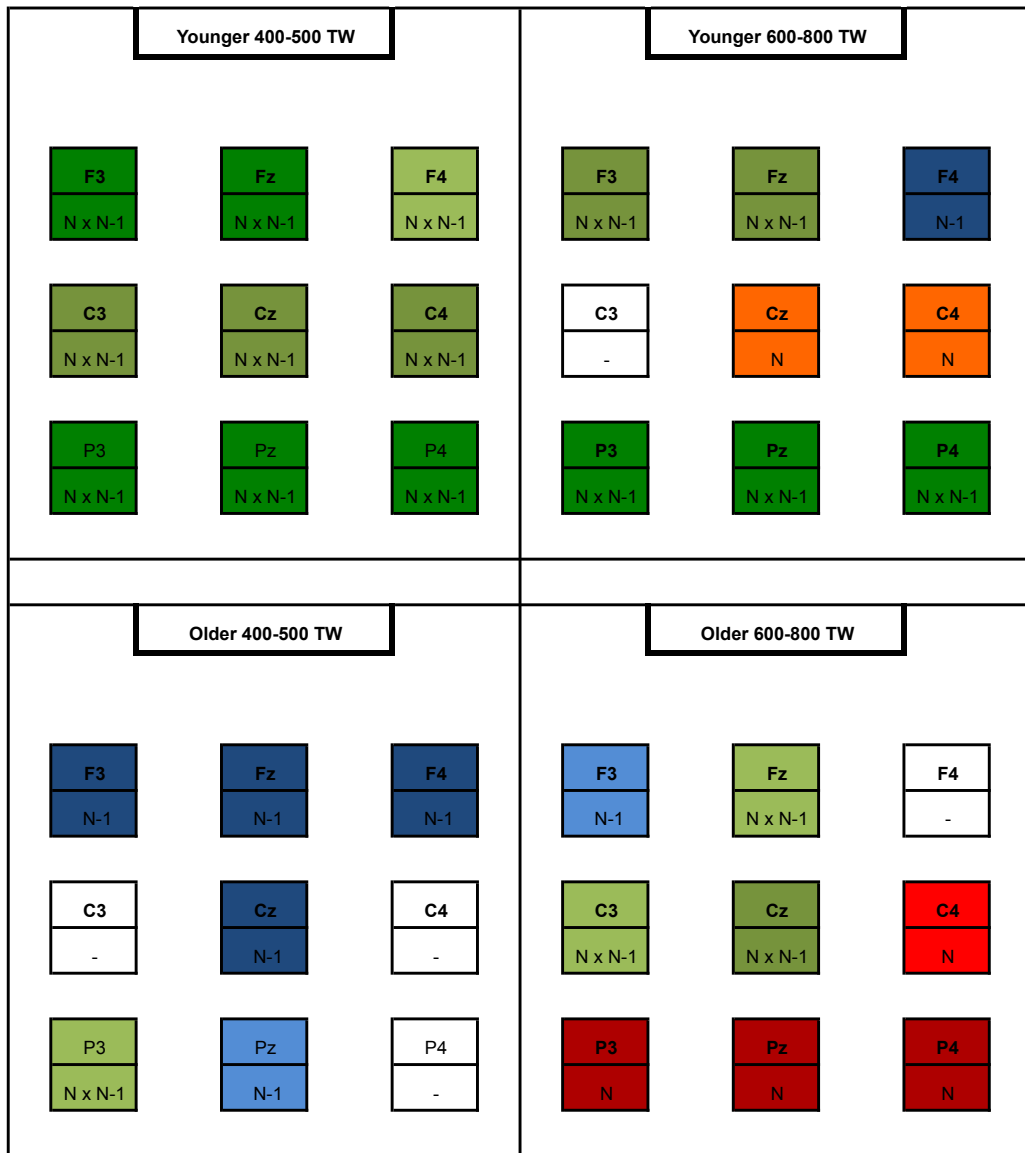 Younger 400-500 TW Younger 600-800 TW
F3 Fz F4 F3 Fz F4
N x N-1 N x N-1 N x N-1 N x N-1 N x N-1 N-1
C3 Cz C4 C3 Cz C4
N x N-1 N x N-1 N x N-1 - N N
P3 Pz P4 P3 Pz P4
N x N-1 N x N-1 N x N-1 N x N-1 N x N-1 N x N-1
Older 400-500 TW Older 600-800 TW
F3 Fz F4 F3 Fz F4
N-1 N-1 N-1 N-1 N x N-1 -
C3 Cz C4 C3 Cz C4
- N-1 - N x N-1 N x N-1 N
P3 Pz P4 P3 Pz P4
N x N-1 N-1 - N N N